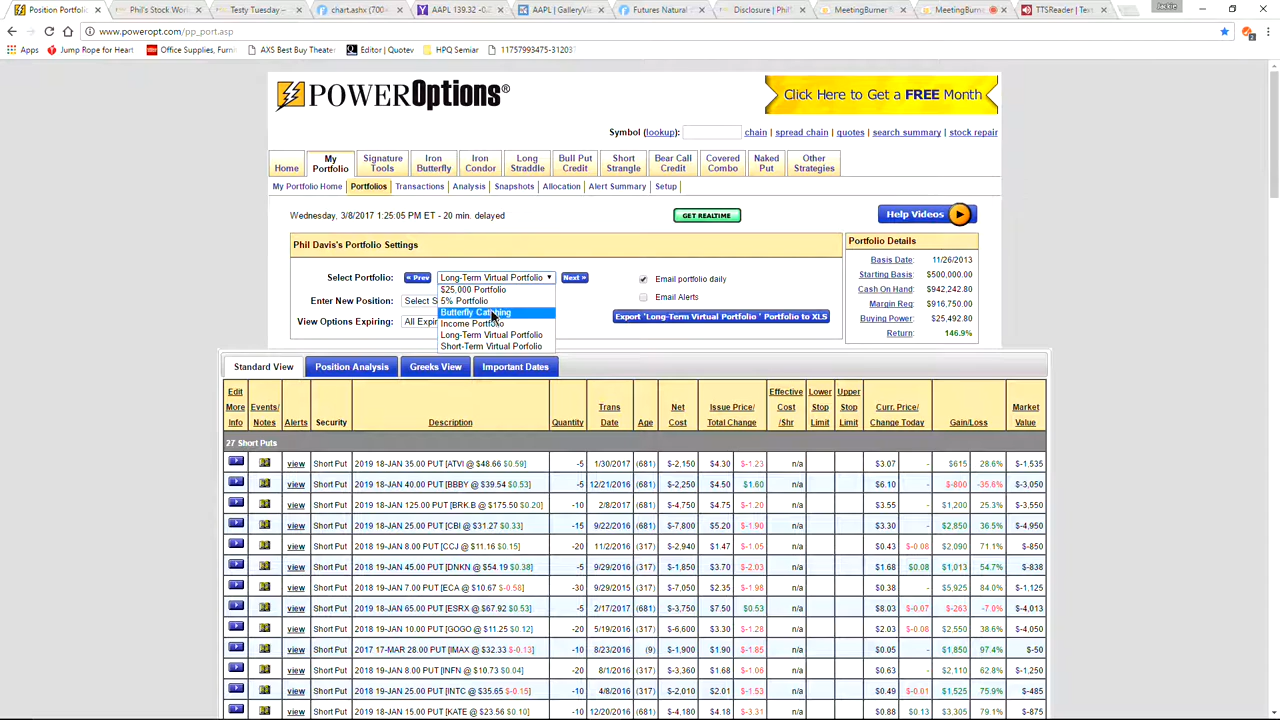 Position Portfolio
Phil's Stock Worl
Testy Tuesday –
chart.ashx (700×
AAPL 139.32 -0.
AAPL | GalleryVi
Futures Natural
Disclosure | Phil
MeetingBurne
MeetingBurn
TTSReader | Text
Jackie
www.poweropt.com/pp_port.asp
Apps Jump Rope for Heart Office Supplies, Furni AXS Best Buy Theater Editor | Quotev HPQ Semiar 11757993475-31203
POWEROptions®
Click Here to Get a FREE Month
Symbol (lookup): chain | spread chain | quotes | search summary | stock repair
Home
My Portfolio
Signature Tools
Iron Butterfly
Iron Condor
Long Straddle
Bull Put Credit
Short Strangle
Bear Call Credit
Covered Combo
Naked Put
Other Strategies
My Portfolio Home Portfolios Transactions Analysis Snapshots Allocation Alert Summary Setup
Wednesday, 3/8/2017 1:25:05 PM ET - 20 min. delayed
GET REALTIME
Help Videos
Phil Davis's Portfolio Settings
Select Portfolio: « Prev Long-Term Virtual Portfolio Next »
$25,000 Portfolio
5% Portfolio
Butterfly Catching
Income Portfolio
Long-Term Virtual Portfolio
Short-Term Virtual Porfolio
Enter New Position: Select S
View Options Expiring: All Expir
Email portfolio daily
Email Alerts
Export 'Long-Term Virtual Portfolio ' Portfolio to XLS
Portfolio Details
Basis Date: 11/26/2013
Starting Basis: $500,000.00
Cash On Hand: $942,242.80
Margin Req: $916,750.00
Buying Power: $25,492.80
Return: 146.9%
Standard View Position Analysis Greeks View Important Dates
Edit More Info
Events/ Notes
Alerts
Security
Description
Quantity
Trans Date
Age
Net Cost
Issue Price/ Total Change
Effective Cost /Shr
Lower Stop Limit
Upper Stop Limit
Curr. Price/ Change Today
Gain/Loss
Market Value
27 Short Puts
view Short Put 2019 18-JAN 35.00 PUT [ATVI @ $48.66 $0.59] -5 1/30/2017 (681) $-2,150 $4.30 $-1.23 n/a $3.07 - $615 28.6% $-1,535
view Short Put 2019 18-JAN 40.00 PUT [BBBY @ $39.54 $0.53] -5 12/21/2016 (681) $-2,250 $4.50 $1.60 n/a $6.10 - $-800 -35.6% $-3,050
view Short Put 2019 18-JAN 125.00 PUT [BRK.B @ $175.50 $0.20] -10 2/8/2017 (681) $-4,750 $4.75 $-1.20 n/a $3.55 - $1,200 25.3% $-3,550
view Short Put 2019 18-JAN 25.00 PUT [CBI @ $31.27 $0.33] -15 9/22/2016 (681) $-7,800 $5.20 $-1.90 n/a $3.30 - $2,850 36.5% $-4,950
view Short Put 2018 19-JAN 8.00 PUT [CCJ @ $11.16 $0.15] -20 11/2/2016 (317) $-2,940 $1.47 $-1.05 n/a $0.43 $-0.08 $2,090 71.1% $-850
view Short Put 2018 19-JAN 45.00 PUT [DNKN @ $54.19 $0.38] -5 9/29/2016 (317) $-1,850 $3.70 $-2.03 n/a $1.68 $0.08 $1,013 54.7% $-838
view Short Put 2018 19-JAN 7.00 PUT [ECA @ $10.67 $-0.58] -30 9/29/2015 (317) $-7,050 $2.35 $-1.98 n/a $0.38 - $5,925 84.0% $-1,125
view Short Put 2019 18-JAN 65.00 PUT [ESRX @ $67.92 $0.53] -5 2/17/2017 (681) $-3,750 $7.50 $0.53 n/a $8.03 $-0.07 $-263 -7.0% $-4,013
view Short Put 2018 19-JAN 10.00 PUT [GOGO @ $11.25 $0.12] -20 5/19/2016 (317) $-6,600 $3.30 $-1.28 n/a $2.03 $-0.08 $2,550 38.6% $-4,050
view Short Put 2017 17-MAR 28.00 PUT [IMAX @ $32.33 $-0.13] -10 8/23/2016 (9) $-1,900 $1.90 $-1.85 n/a $0.05 - $1,850 97.4% $-50
view Short Put 2018 19-JAN 8.00 PUT [INFN @ $10.73 $0.04] -20 8/1/2016 (317) $-3,360 $1.68 $-1.06 n/a $0.63 - $2,110 62.8% $-1,250
view Short Put 2018 19-JAN 25.00 PUT [INTC @ $35.65 $-0.15] -10 4/8/2016 (317) $-2,010 $2.01 $-1.53 n/a $0.49 $-0.01 $1,525 75.9% $-485
view Short Put 2018 19-JAN 15.00 PUT [KATE @ $23.56 $0.10] -10 12/20/2016 (317) $-4,180 $4.18 $-3.31 n/a $0.88 $0.13 $3,305 79.1% $-875